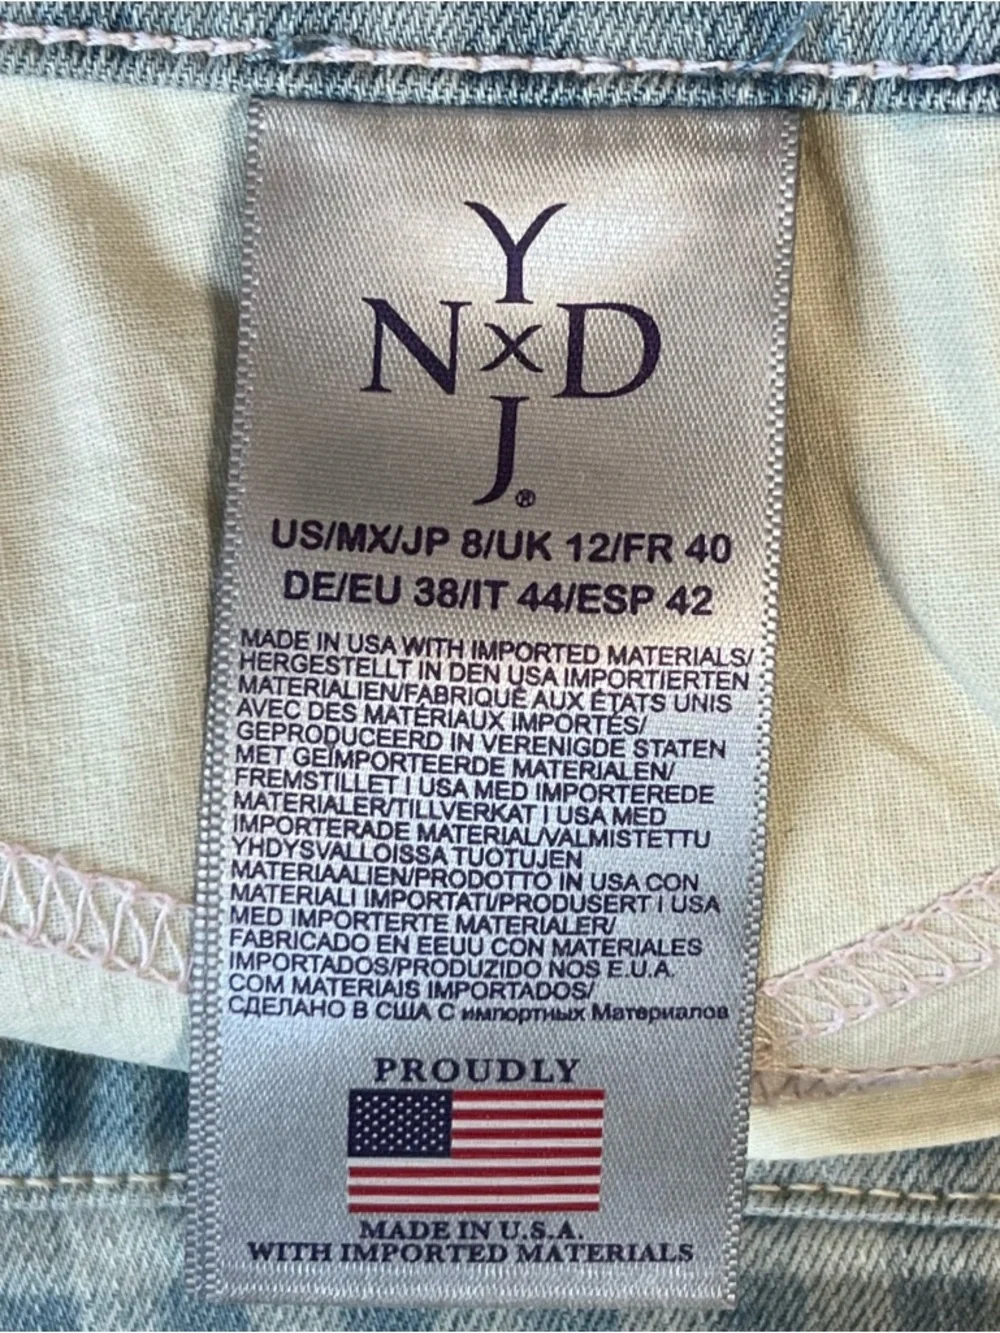 Y
N x D
J®
US/MX/JP 8/UK 12/FR 40
DE/EU 38/IT 44/ESP 42
MADE IN USA WITH IMPORTED MATERIALS/
HERGESTELLT IN DEN USA IMPORTIERTEN
MATERIALIEN/FABRIQUÉ AUX ÉTATS UNIS
AVEC DES MATÉRIAUX IMPORTÉS/
GEPRODUCEERD IN VERENIGDE STATEN
MET GEÏMPORTEERDE MATERIALEN/
FREMSTILLET I USA MED IMPORTEREDE
MATERIALER/TILLVERKAT I USA MED
IMPORTERADE MATERIAL/VALMISTETTU
YHDYSVALLOISSA TUOTUJEN
MATERIAALIEN/PRODOTTO IN USA CON
MATERIALI IMPORTATI/PRODUSERT I USA
MED IMPORTERTE MATERIALER/
FABRICADO EN EEUU CON MATERIALES
IMPORTADOS/PRODUZIDO NOS E.U.A.
COM MATERIAIS IMPORTADOS/
СДЕЛАНО В США С импортных Материалов
PROUDLY
MADE IN U.S.A.
WITH IMPORTED MATERIALS